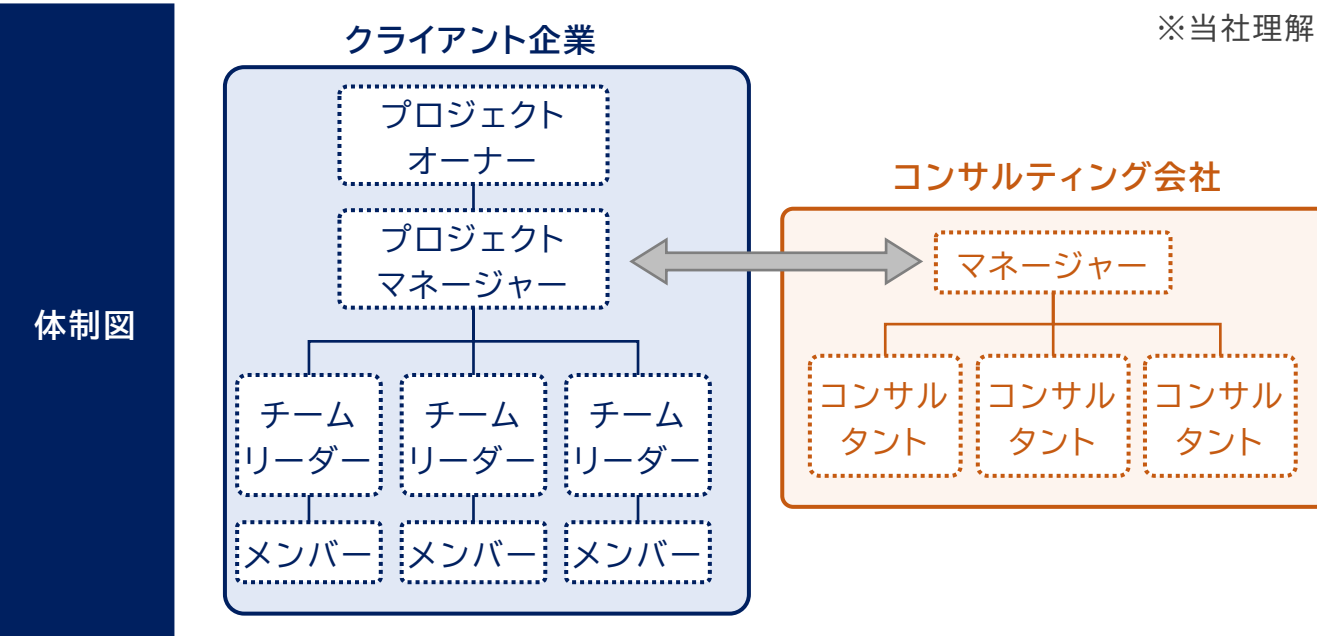 ※当社理解
体制図
クライアント企業
プロジェクト
オーナー
プロジェクト
マネージャー
チーム
リーダー
チーム
リーダー
チーム
リーダー
メンバー
メンバー
メンバー
コンサルティング会社
マネージャー
コンサル
タント
コンサル
タント
コンサル
タント